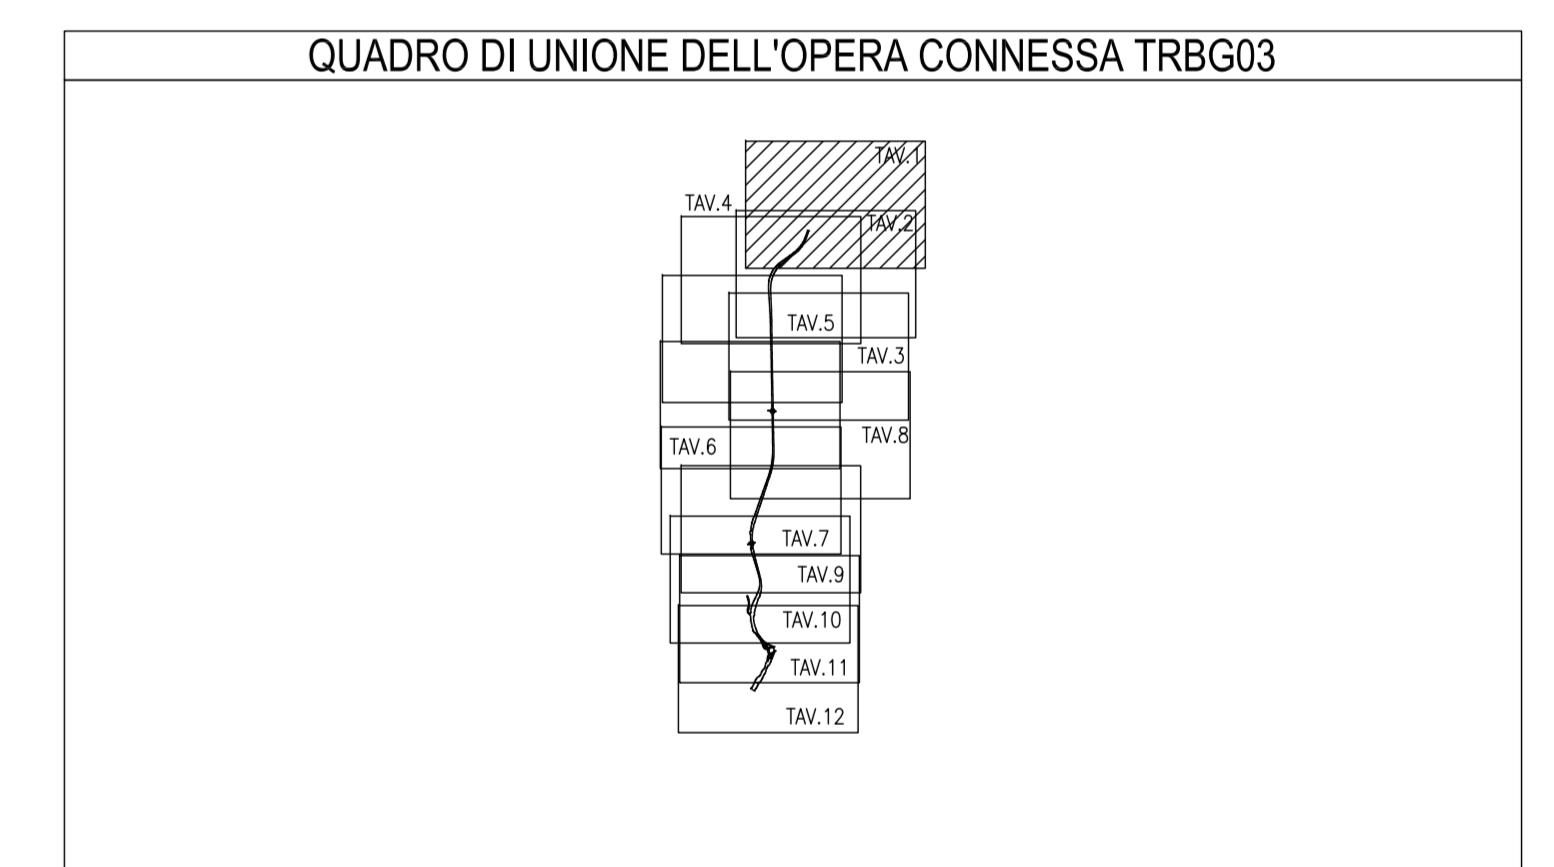 QUADRO DI UNIONE DELL'OPERA CONNESSA TRBG03
TAV.1
TAV.4
TAV.2
TAV.5
TAV.3
TAV.8
TAV.6
TAV.7
TAV.9
TAV.10
TAV.11
TAV.12